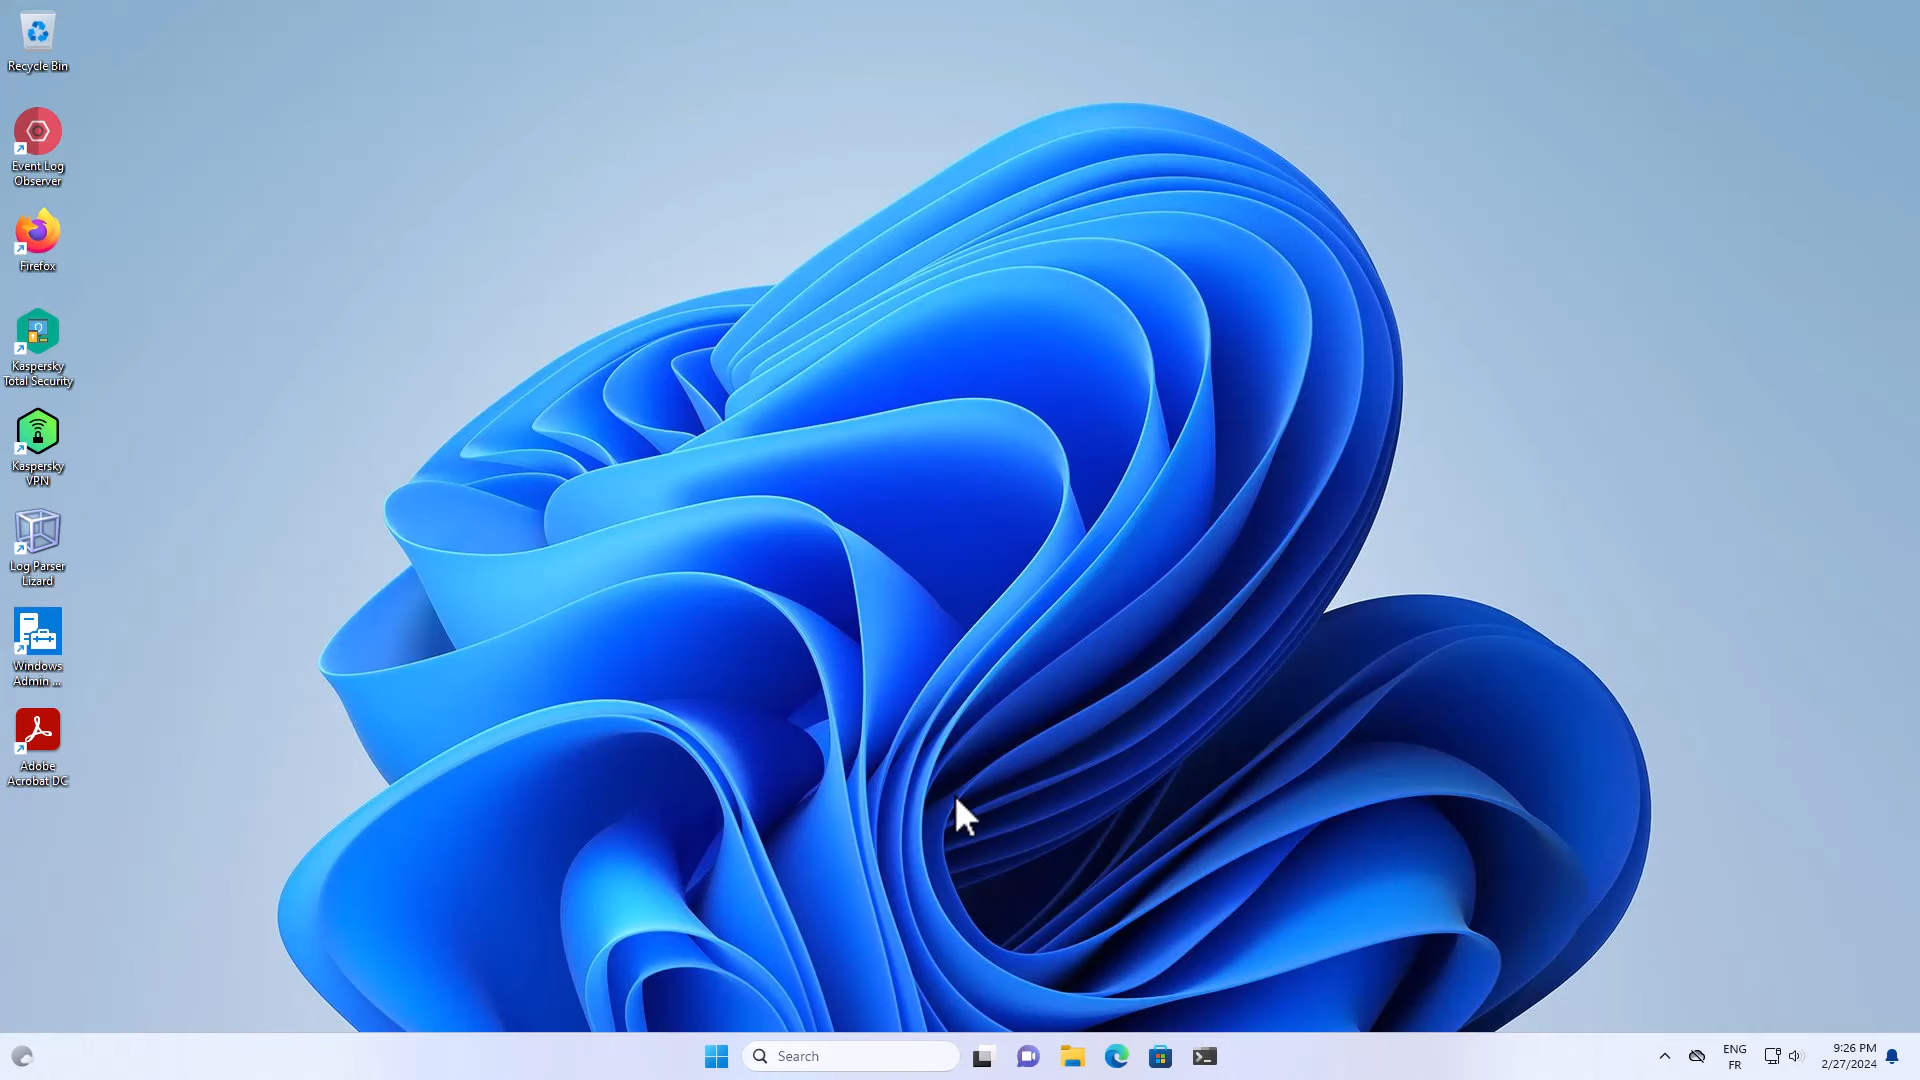 Recycle Bin
Event Log
Observer
Firefox
Kaspersky
Total Security
Kaspersky
VPN
Log Parser
Lizard
Windows
Admin ...
Adobe
Acrobat DC
Search
ENG
FR
9:26 PM
2/27/2024